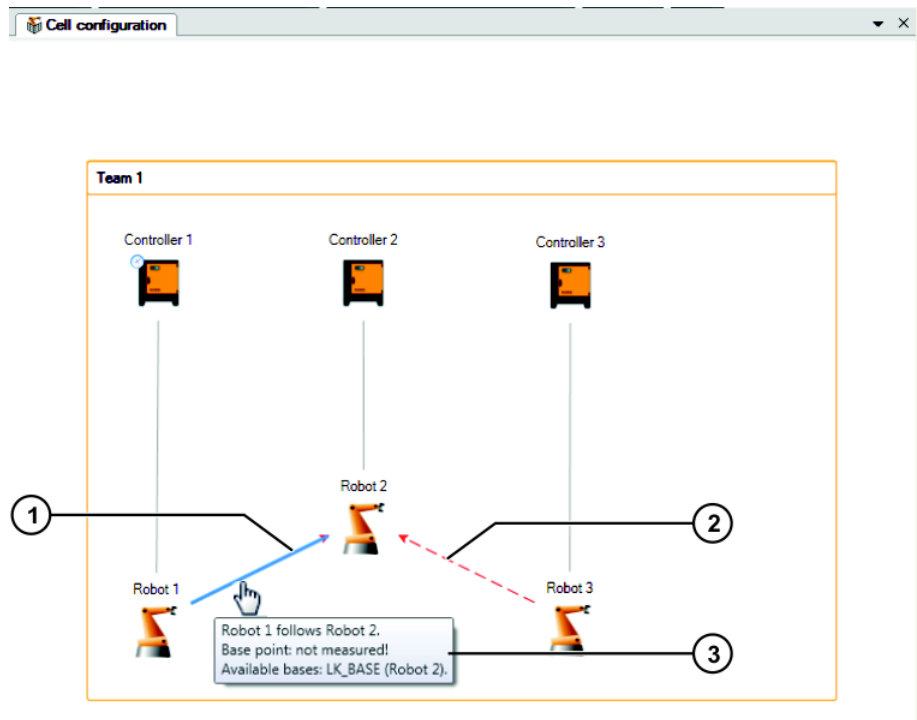 Cell configuration
Team 1
Controller 1
Controller 2
Controller 3
Robot 2
1
2
Robot 1
Robot 3
Robot 1 follows Robot 2.
Base point: not measured!
Available bases: LK_BASE (Robot 2).
3